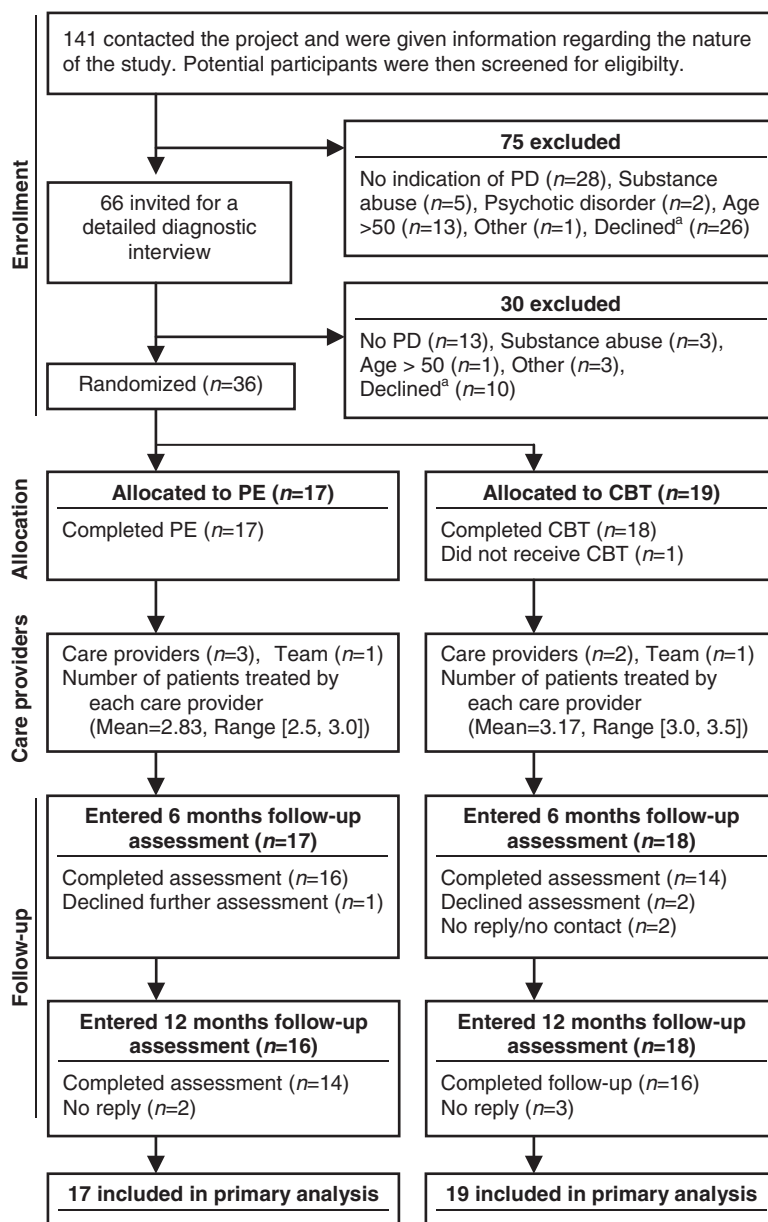 141 contacted the project and were given information regarding the nature
of the study. Potential participants were then screened for eligibilty.
Enrollment
75 excluded
No indication of PD (n=28), Substance
abuse (n=5), Psychotic disorder (n=2), Age
>50 (n=13), Other (n=1), Declinedᵃ (n=26)
66 invited for a
detailed diagnostic
interview
30 excluded
No PD (n=13), Substance abuse (n=3),
Age > 50 (n=1), Other (n=3),
Declinedᵃ (n=10)
Randomized (n=36)
Allocation
Allocated to PE (n=17)
Completed PE (n=17)
Allocated to CBT (n=19)
Completed CBT (n=18)
Did not receive CBT (n=1)
Care providers
Care providers (n=3), Team (n=1)
Number of patients treated by
each care provider
(Mean=2.83, Range [2.5, 3.0])
Care providers (n=2), Team (n=1)
Number of patients treated by
each care provider
(Mean=3.17, Range [3.0, 3.5])
Follow-up
Entered 6 months follow-up
assessment (n=17)
Completed assessment (n=16)
Declined further assessment (n=1)
Entered 6 months follow-up
assessment (n=18)
Completed assessment (n=14)
Declined assessment (n=2)
No reply/no contact (n=2)
Entered 12 months follow-up
assessment (n=16)
Completed assessment (n=14)
No reply (n=2)
Entered 12 months follow-up
assessment (n=18)
Completed follow-up (n=16)
No reply (n=3)
17 included in primary analysis
19 included in primary analysis